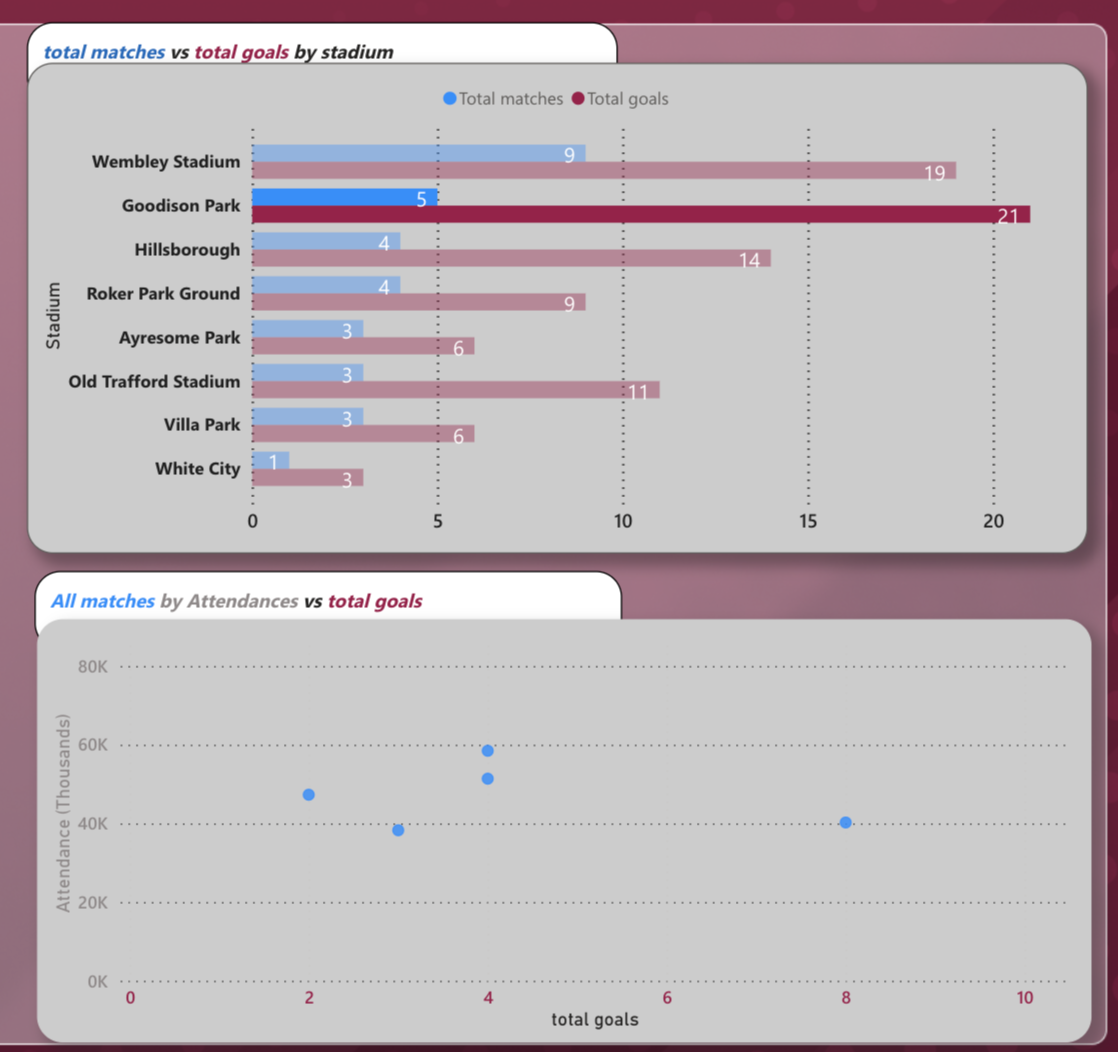 total matches vs total goals by stadium
Total matches Total goals
Stadium
Wembley Stadium 9 19
Goodison Park 5 21
Hillsborough 4 14
Roker Park Ground 4 9
Ayresome Park 3 6
Old Trafford Stadium 3 11
Villa Park 3 6
White City 1 3
0 5 10 15 20
All matches by Attendances vs total goals
Attendance (Thousands)
80K
60K
40K
20K
0K
0 2 4 6 8 10
total goals